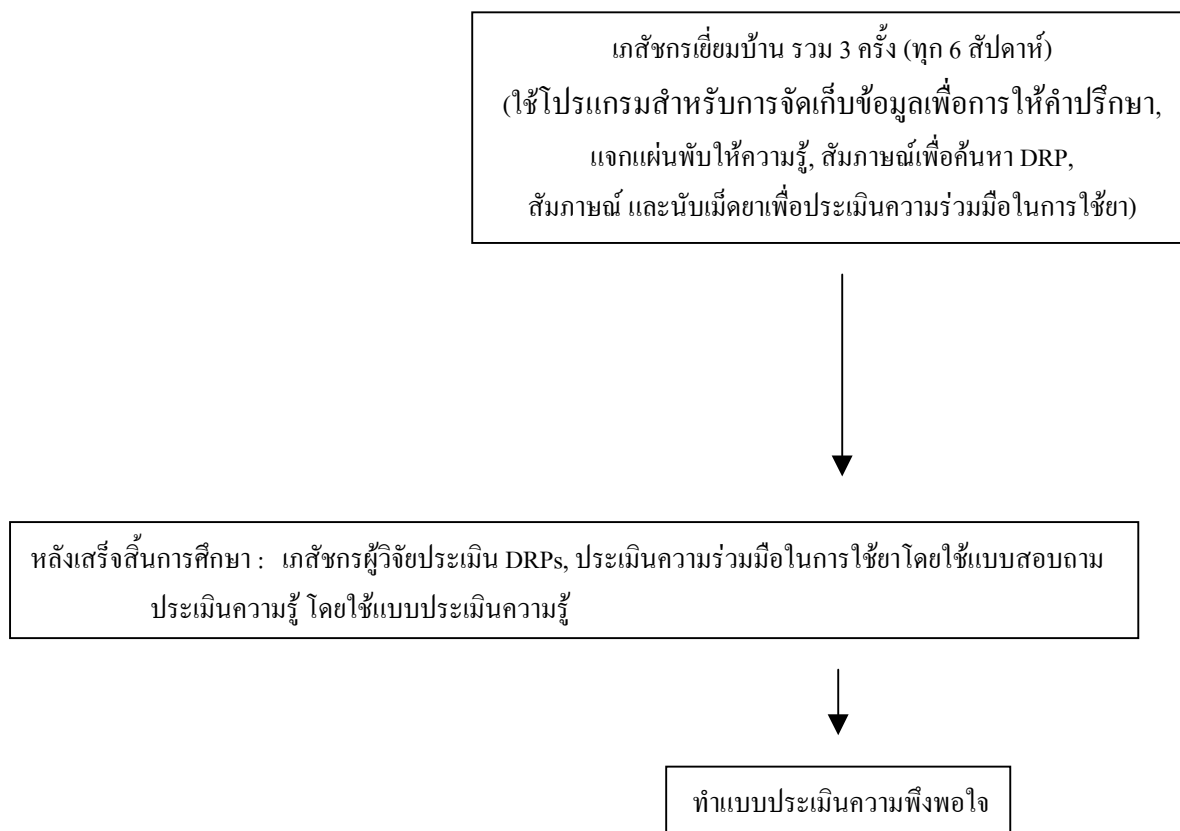 เภสัชกรเยี่ยมบ้าน รวม 3 ครั้ง (ทุก 6 สัปดาห์)
(ใช้โปรแกรมสำหรับการจัดเก็บข้อมูลเพื่อการให้คำปรึกษา,
แจกแผ่นพับให้ความรู้, สัมภาษณ์เพื่อค้นหา DRP,
สัมภาษณ์ และนับเม็ดยาเพื่อประเมินความร่วมมือในการใช้ยา)
หลังเสร็จสิ้นการศึกษา : เภสัชกรผู้วิจัยประเมิน DRPs, ประเมินความร่วมมือในการใช้ยาโดยใช้แบบสอบถาม
ประเมินความรู้ โดยใช้แบบประเมินความรู้
ทำแบบประเมินความพึงพอใจ